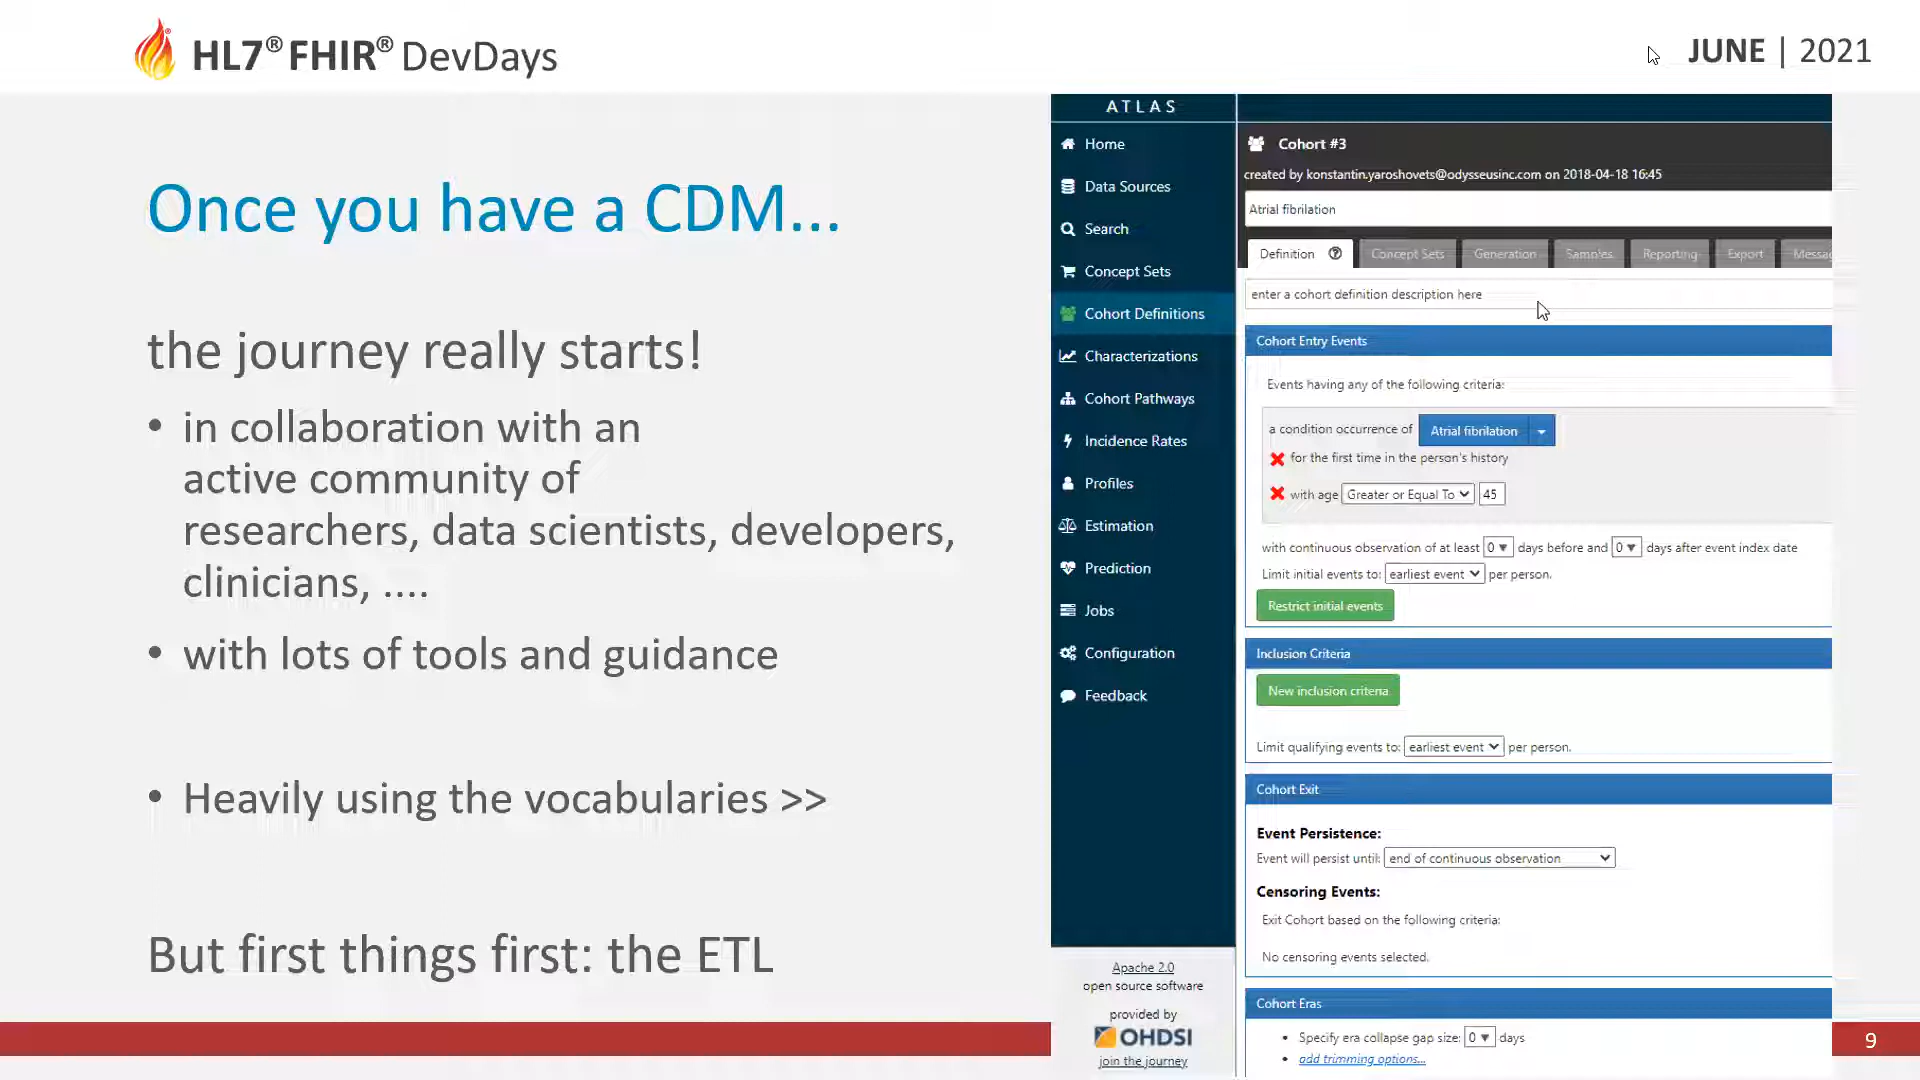 HL7® FHIR® DevDays
JUNE | 2021
Once you have a CDM...
the journey really starts!
• in collaboration with an
active community of
researchers, data scientists, developers,
clinicians, ....
• with lots of tools and guidance
• Heavily using the vocabularies >>
But first things first: the ETL
ATLAS
Home
Data Sources
Search
Concept Sets
Cohort Definitions
Characterizations
Cohort Pathways
Incidence Rates
Profiles
Estimation
Prediction
Jobs
Configuration
Feedback
Apache 2.0
open source software
provided by
OHDSI
join the journey
Cohort #3
created by konstantin.yaroshovets@odysseusinc.com on 2018-04-18 16:45
Atrial fibrilation
Definition Concept Sets Generation Samples Reporting Export Messag
enter a cohort definition description here
Cohort Entry Events
Events having any of the following criteria:
a condition occurrence of Atrial fibrilation
for the first time in the person's history
with age Greater or Equal To 45
with continuous observation of at least 0 days before and 0 days after event index date
Limit initial events to: earliest event per person.
Restrict initial events
Inclusion Criteria
New inclusion criteria
Limit qualifying events to: earliest event per person.
Cohort Exit
Event Persistence:
Event will persist until: end of continuous observation
Censoring Events:
Exit Cohort based on the following criteria:
No censoring events selected.
Cohort Eras
• Specify era collapse gap size: 0 days
• add trimming options...
9